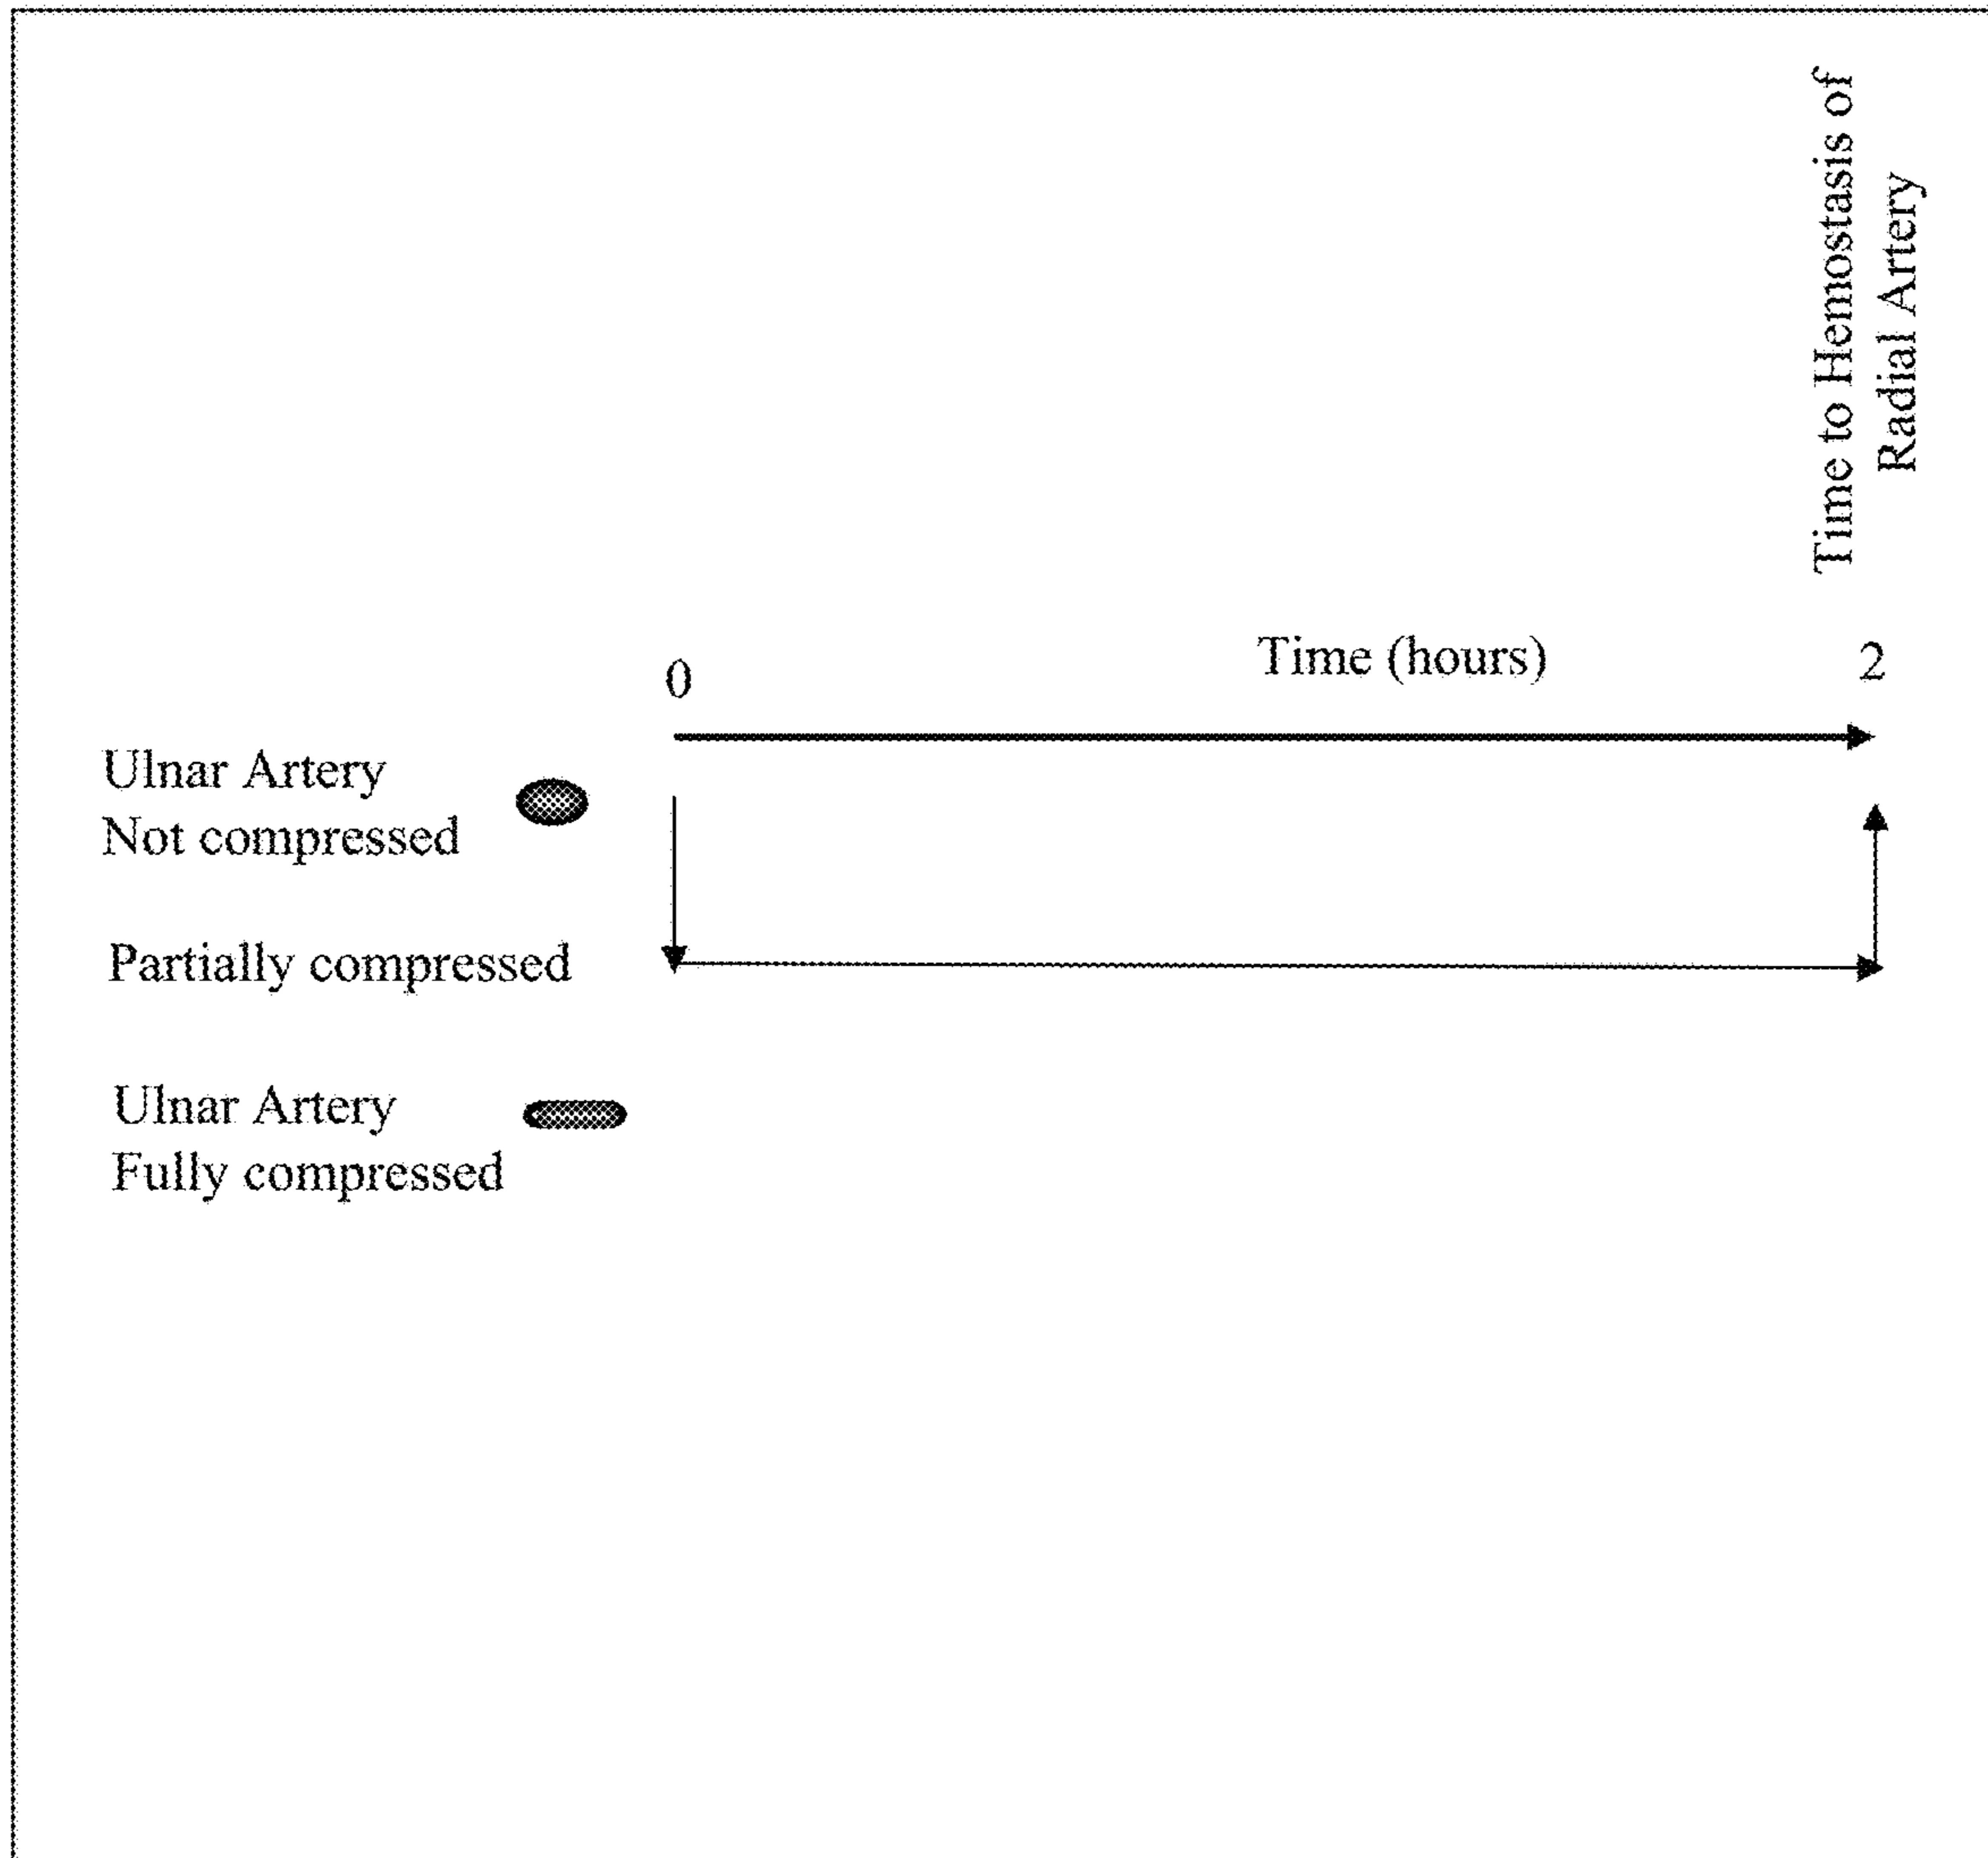 Time to Hemostasis of
Radial Artery
0
Time (hours)
2
Ulnar Artery
Not compressed
Partially compressed
Ulnar Artery
Fully compressed